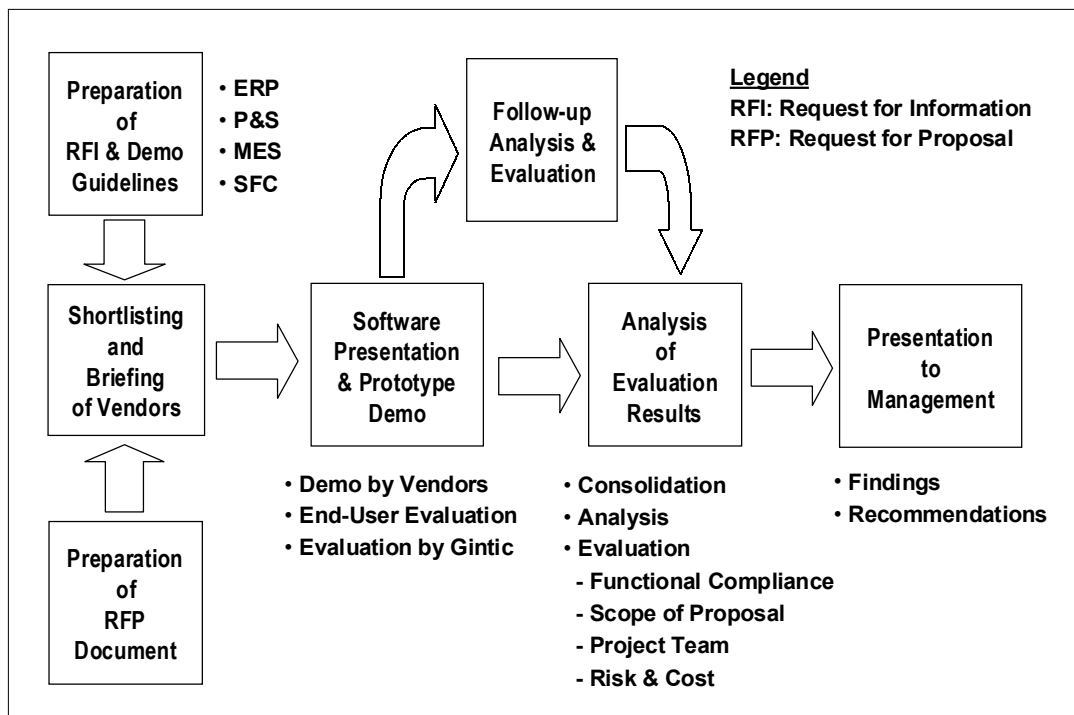 Preparation
of
RFI & Demo
Guidelines
• ERP
• P&S
• MES
• SFC
Follow-up
Analysis &
Evaluation
Legend
RFI: Request for Information
RFP: Request for Proposal
Shortlisting
and
Briefing
of Vendors
Software
Presentation
& Prototype
Demo
Analysis
of
Evaluation
Results
Presentation
to
Management
Preparation
of
RFP
Document
• Demo by Vendors
• End-User Evaluation
• Evaluation by Gintic
• Consolidation
• Analysis
• Evaluation
- Functional Compliance
- Scope of Proposal
- Project Team
- Risk & Cost
• Findings
• Recommendations